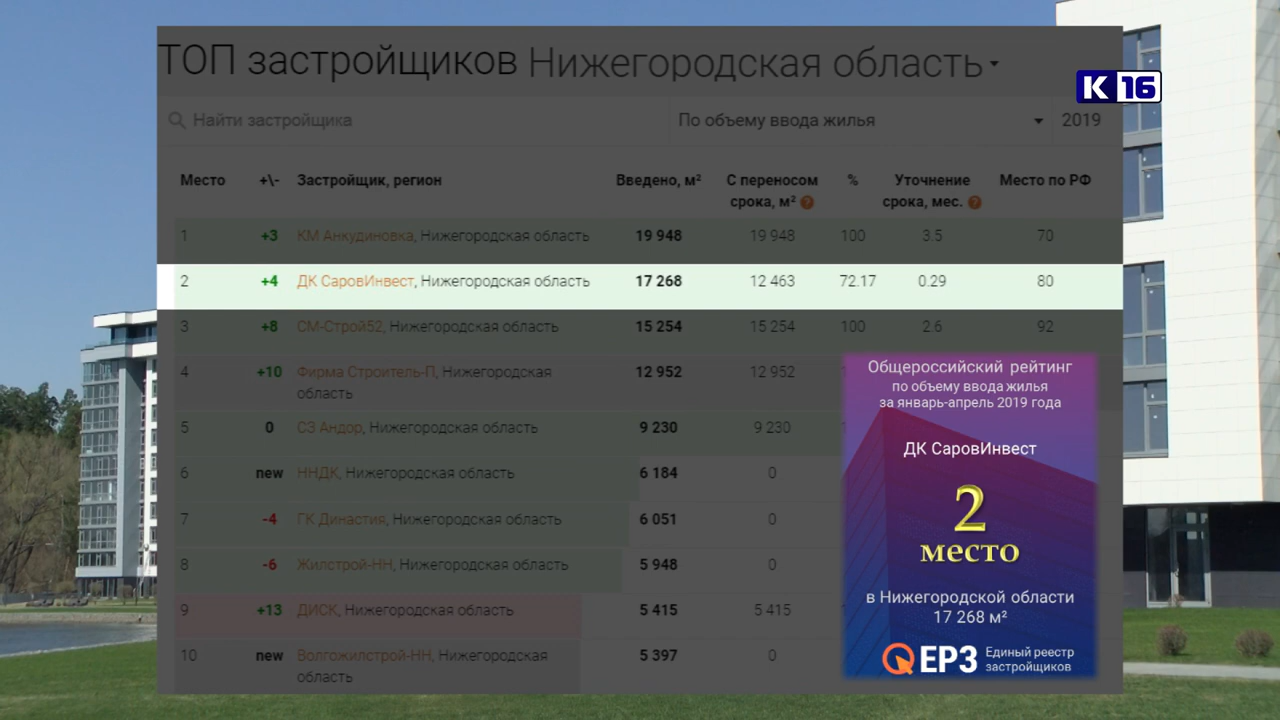 ТОП застройщиков Нижегородская область
К 16
Найти застройщика По объему ввода жилья 2019
Место +\- Застройщик, регион Введено, м² С переносом срока, м² ? % Уточнение срока, мес. ? Место по РФ
1 +3 КМ Анкудиновка, Нижегородская область 19 948 19 948 100 3.5 70
2 +4 ДК СаровИнвест, Нижегородская область 17 268 12 463 72.17 0.29 80
3 +8 СМ-Строй52, Нижегородская область 15 254 15 254 100 2.6 92
4 +10 Фирма Строитель-П, Нижегородская 12 952 12 952
область
5 0 СЗ Андор, Нижегородская область 9 230 9 230
6 new ННДК, Нижегородская область 6 184 0
7 -4 ГК Династия, Нижегородская область 6 051 0
8 -6 Жилстрой-НН, Нижегородская область 5 948 0
9 +13 ДИСК, Нижегородская область 5 415 5 415
10 new Волгожилстрой-НН, Нижегородская 5 397 0
область
Общероссийский рейтинг
по объему ввода жилья
за январь-апрель 2019 года
ДК СаровИнвест
2
место
в Нижегородской области
17 268 м²
ЕРЗ Единый реестр
застройщиков